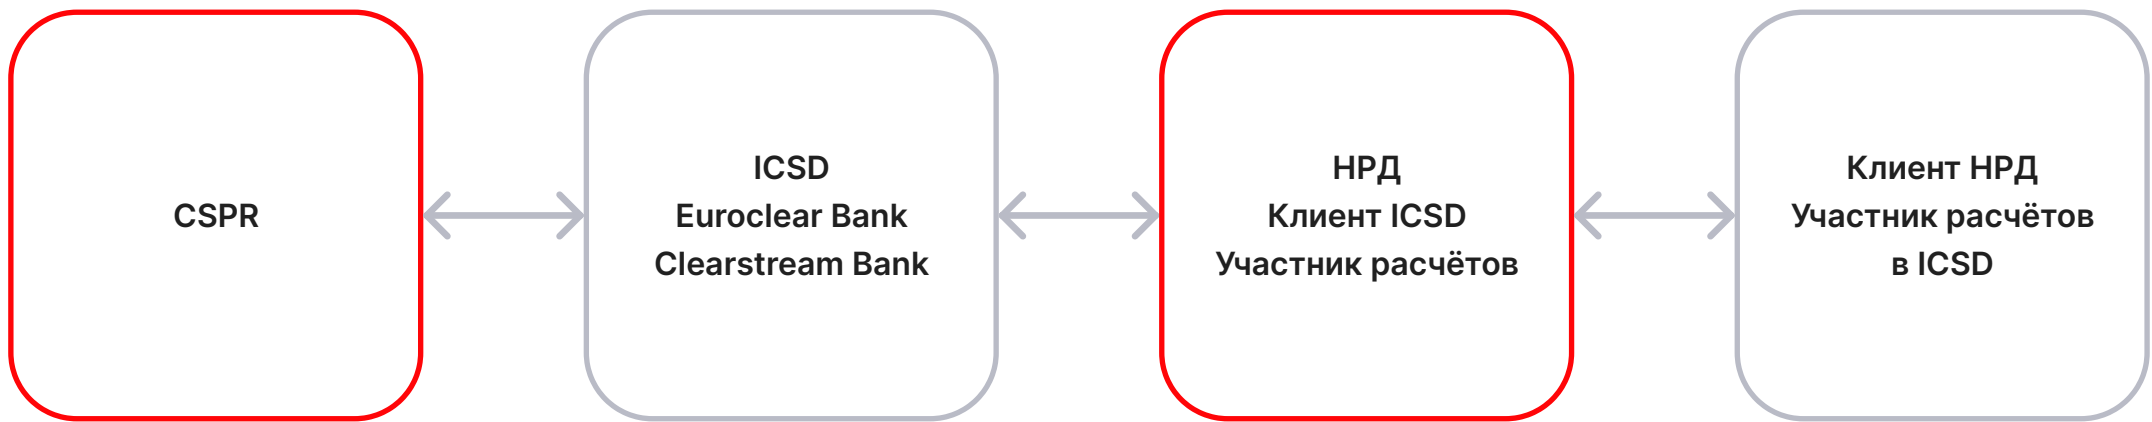 CSPR
ICSD
Euroclear Bank
Clearstream Bank
НРД
Клиент ICSD
Участник расчётов
Клиент НРД
Участник расчётов
в ICSD